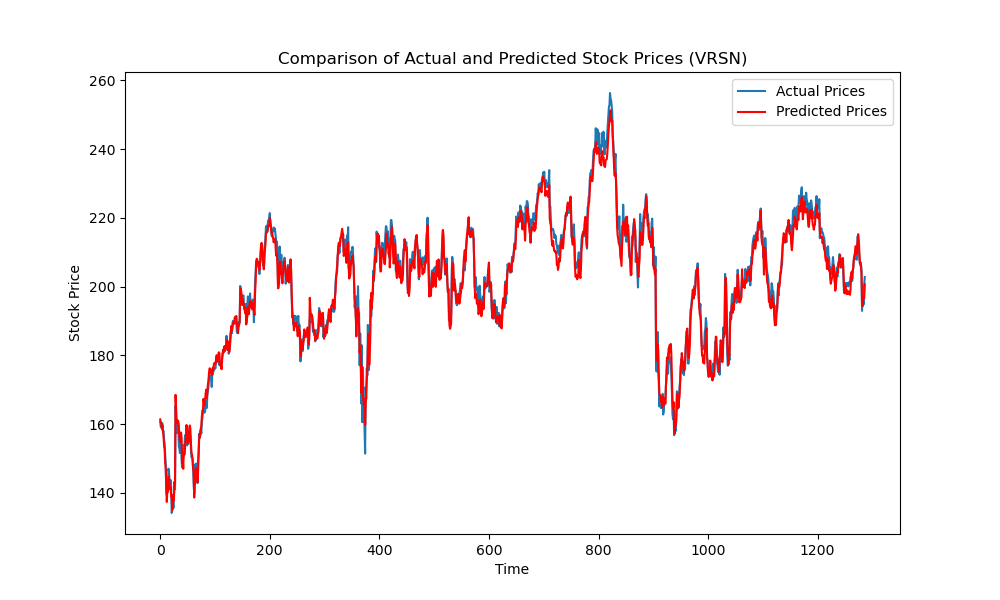 Comparison of Actual and Predicted Stock Prices (VRSN)
Actual Prices
Predicted Prices
260
240
220
200
180
160
140
Stock Price
0 200 400 600 800 1000 1200
Time